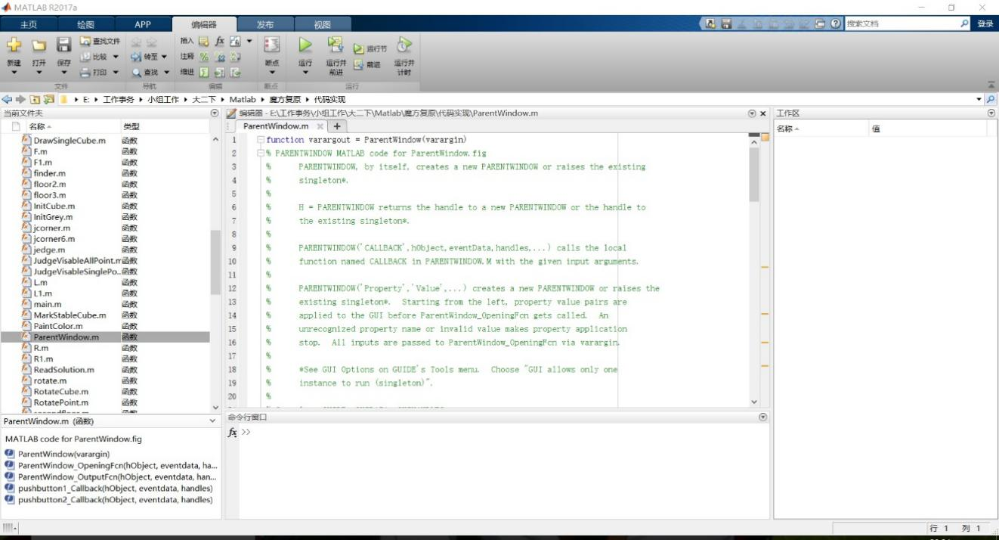 MATLAB R2017a
主页 绘图 APP 编辑器 发布 视图 搜索文档 登录
新建 打开 保存 查找文件 比较 打印 转至 查找 插入 fx 注释 缩进 断点 运行 运行并前进 运行节 前进 运行并计时
文件 导航 编辑 断点 运行
E: 工作事务 小组工作 大二下 Matlab 魔方复原 代码实现
当前文件夹
名称 类型
DrawSingleCube.m 函数
F.m 函数
F1.m 函数
finder.m 函数
floor2.m 函数
floor3.m 函数
InitCube.m 函数
InitGrey.m 函数
jcorner.m 函数
jcorner6.m 函数
jedge.m 函数
JudgeVisableAllPoint.m 函数
JudgeVisableSinglePo... 函数
L.m 函数
L1.m 函数
main.m 函数
MarkStableCube.m 函数
PaintColor.m 函数
ParentWindow.m 函数
R.m 函数
R1.m 函数
ReadSolution.m 函数
rotate.m 函数
RotateCube.m 函数
RotatePoint.m 函数
ParentWindow.m (函数)
MATLAB code for ParentWindow.fig
ParentWindow(varargin)
ParentWindow_OpeningFcn(hObject, eventdata, ha...
ParentWindow_OutputFcn(hObject, eventdata, han...
pushbutton1_Callback(hObject, eventdata, handles)
pushbutton2_Callback(hObject, eventdata, handles)
编辑器 - E:\工作事务\小组工作\大二下\Matlab\魔方复原\代码实现\ParentWindow.m
ParentWindow.m
1 function varargout = ParentWindow(varargin)
2 % PARENTWINDOW MATLAB code for ParentWindow.fig
3 % PARENTWINDOW, by itself, creates a new PARENTWINDOW or raises the existing
4 % singleton*.
5 %
6 % H = PARENTWINDOW returns the handle to a new PARENTWINDOW or the handle to
7 % the existing singleton*.
8 %
9 % PARENTWINDOW('CALLBACK',hObject,eventData,handles,...) calls the local
10 % function named CALLBACK in PARENTWINDOW.M with the given input arguments.
11 %
12 % PARENTWINDOW('Property','Value',...) creates a new PARENTWINDOW or raises the
13 % existing singleton*. Starting from the left, property value pairs are
14 % applied to the GUI before ParentWindow_OpeningFcn gets called. An
15 % unrecognized property name or invalid value makes property application
16 % stop. All inputs are passed to ParentWindow_OpeningFcn via varargin.
17 %
18 % *See GUI Options on GUIDE's Tools menu. Choose "GUI allows only one
19 % instance to run (singleton)".
20 %
命令行窗口
fx >>
工作区
名称 值
行 1 列 1